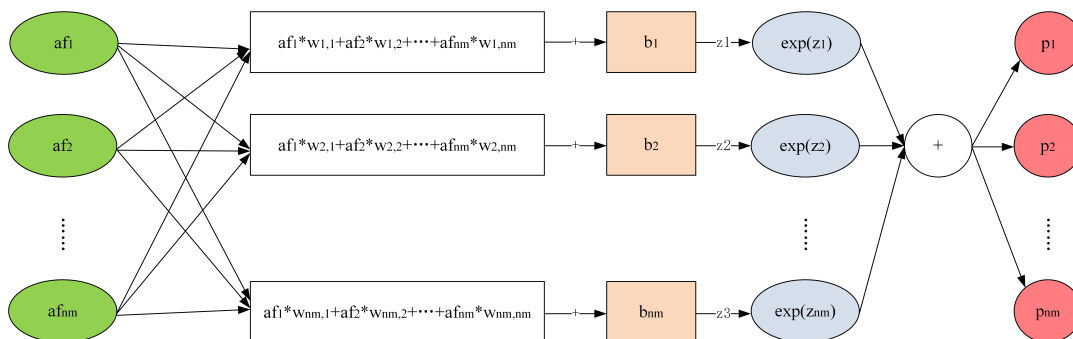 af1 af1*w1,1+af2*w1,2+⋯+afnm*w1,nm + b1 z1 exp(z1) p1
af2 af1*w2,1+af2*w2,2+⋯+afnm*w2,nm + b2 z2 exp(z2) + p2
...... ...... ......
afnm af1*wnm,1+af2*wnm,2+⋯+afnm*wnm,nm + bnm z3 exp(znm) pnm